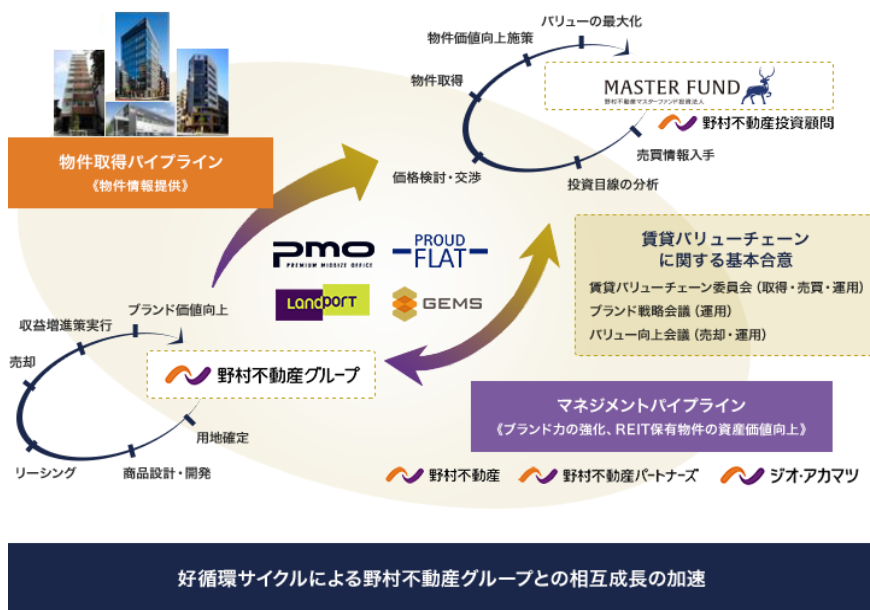 バリューの最大化
物件価値向上施策
物件取得
MASTER FUND
野村不動産マスターファンド投資法人
野村不動産投資顧問
売買情報入手
投資目線の分析
価格検討・交渉
物件取得パイプライン
《物件情報提供》
PMO
PREMIUM MIDSIZE OFFICE
PROUD
FLAT
LANDPORT
GEMS
賃貸バリューチェーン
に関する基本合意
賃貸バリューチェーン委員会（取得・売買・運用）
ブランド戦略会議（運用）
バリュー向上会議（売却・運用）
ブランド価値向上
収益増進策実行
売却
野村不動産グループ
用地確定
リーシング
商品設計・開発
マネジメントパイプライン
《ブランド力の強化、REIT保有物件の資産価値向上》
野村不動産
野村不動産パートナーズ
ジオ・アカマツ
好循環サイクルによる野村不動産グループとの相互成長の加速